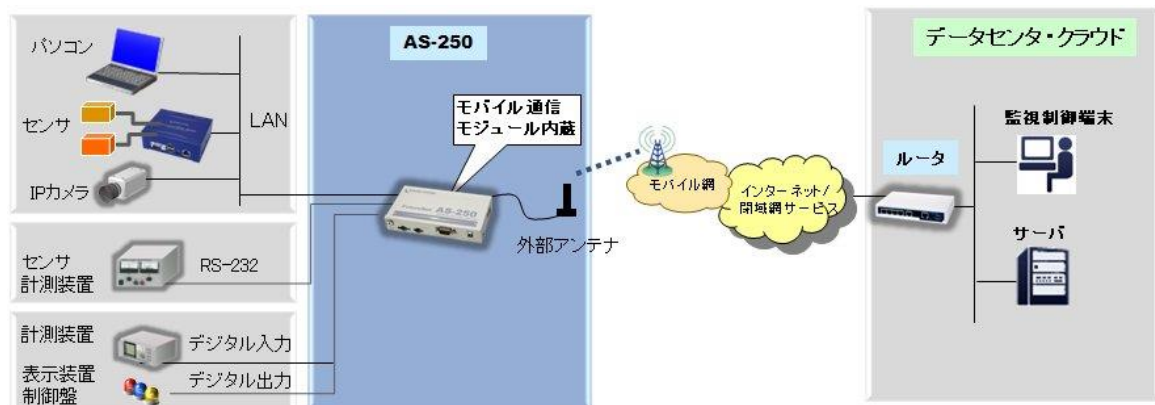 パソコン
センサ
IPカメラ
LAN
センサ
計測装置
RS-232
計測装置
デジタル入力
表示装置
制御盤
デジタル出力
AS-250
モバイル通信
モジュール内蔵
AS-250
外部アンテナ
モバイル網
インターネット/
閉域網サービス
データセンタ・クラウド
ルータ
監視制御端末
サーバ